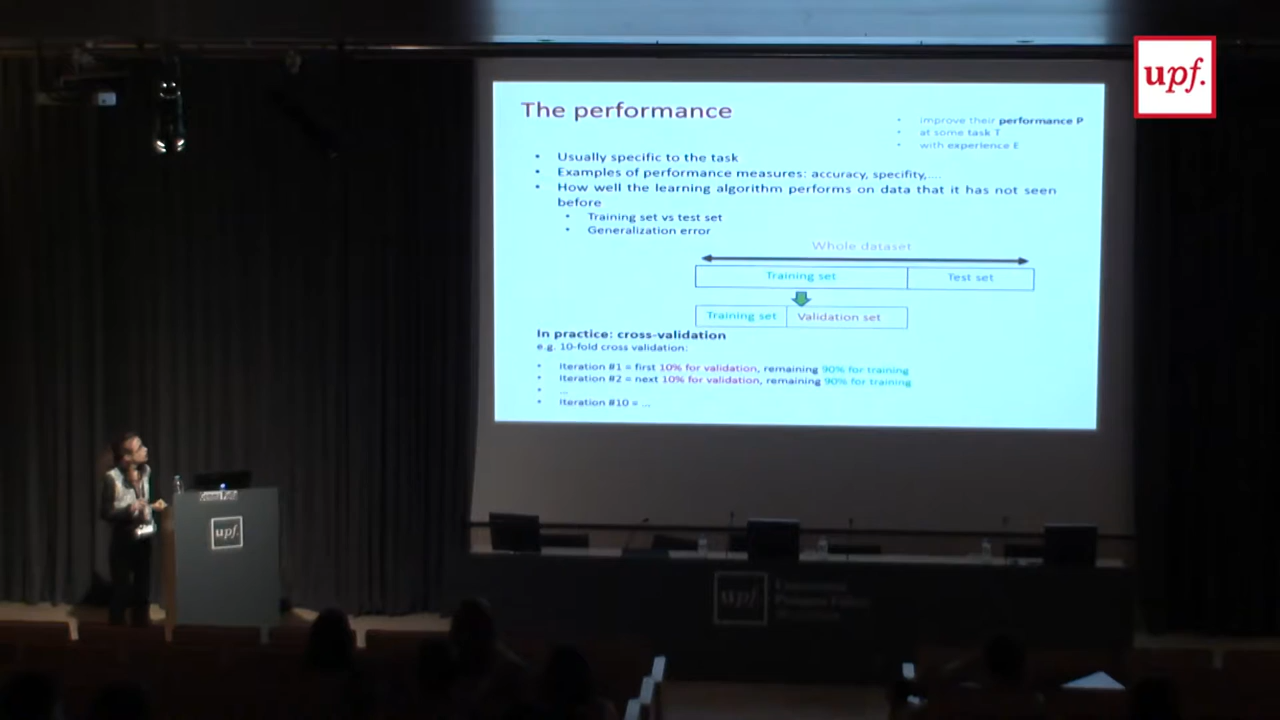 upf.
The performance
improve their performance P
at some task T
with experience E
Usually specific to the task
Examples of performance measures: accuracy, specificity,....
How well the learning algorithm performs on data that it has not seen
before
Training set vs test set
Generalization error
Whole dataset
Training set
Test set
Training set
Validation set
In practice: cross-validation
e.g. 10-fold cross validation:
Iteration #1 = first 10% for validation, remaining 90% for training
Iteration #2 = next 10% for validation, remaining 90% for training
...
Iteration #10 = ...
upf.
upf.